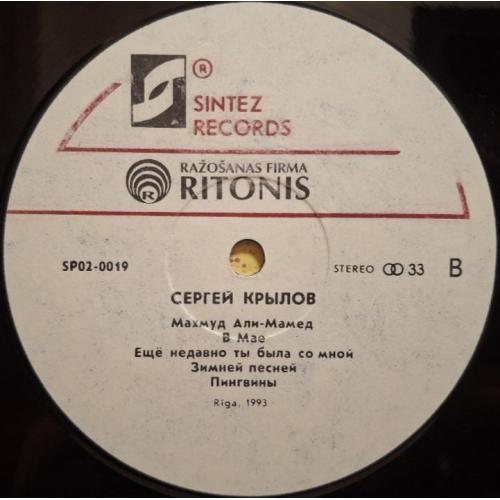 ®
SINTEZ
RECORDS
RAŽOŠANAS FIRMA
RITONIS
R
SP02-0019
STEREO 33 B
СЕРГЕЙ КРЫЛОВ
Махмуд Али-Мамед
В Мае
Ещё недавно ты была со мной
Зимней песней
Пингвины
Rīga, 1993